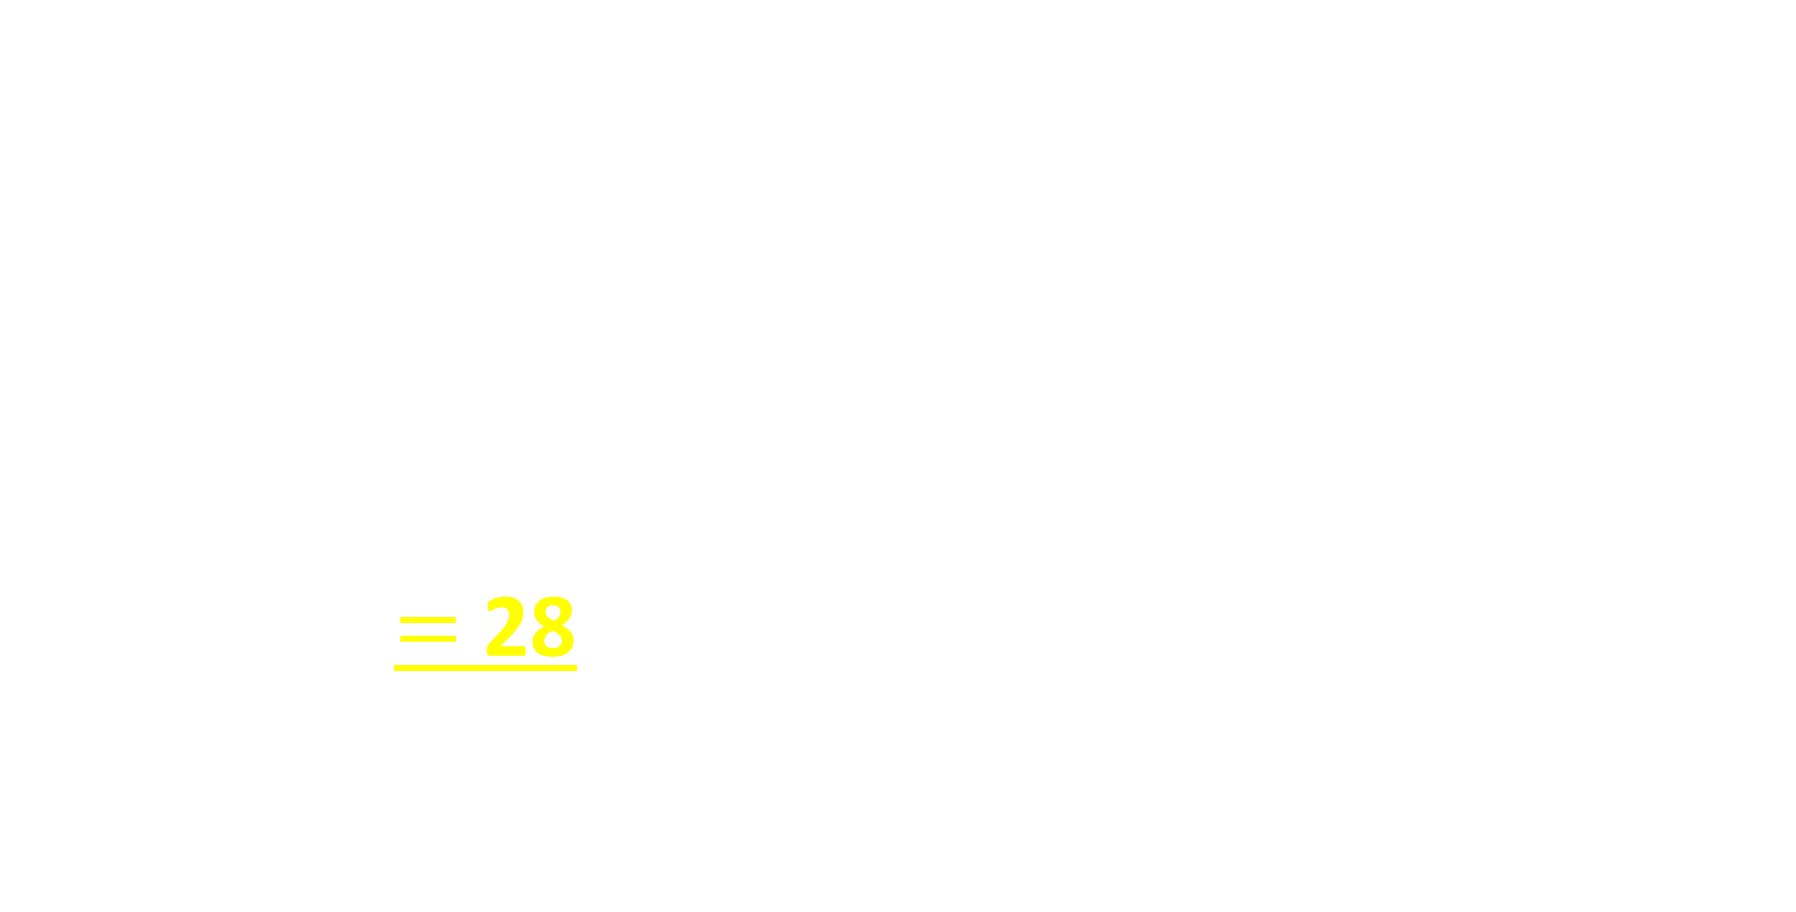 = 28